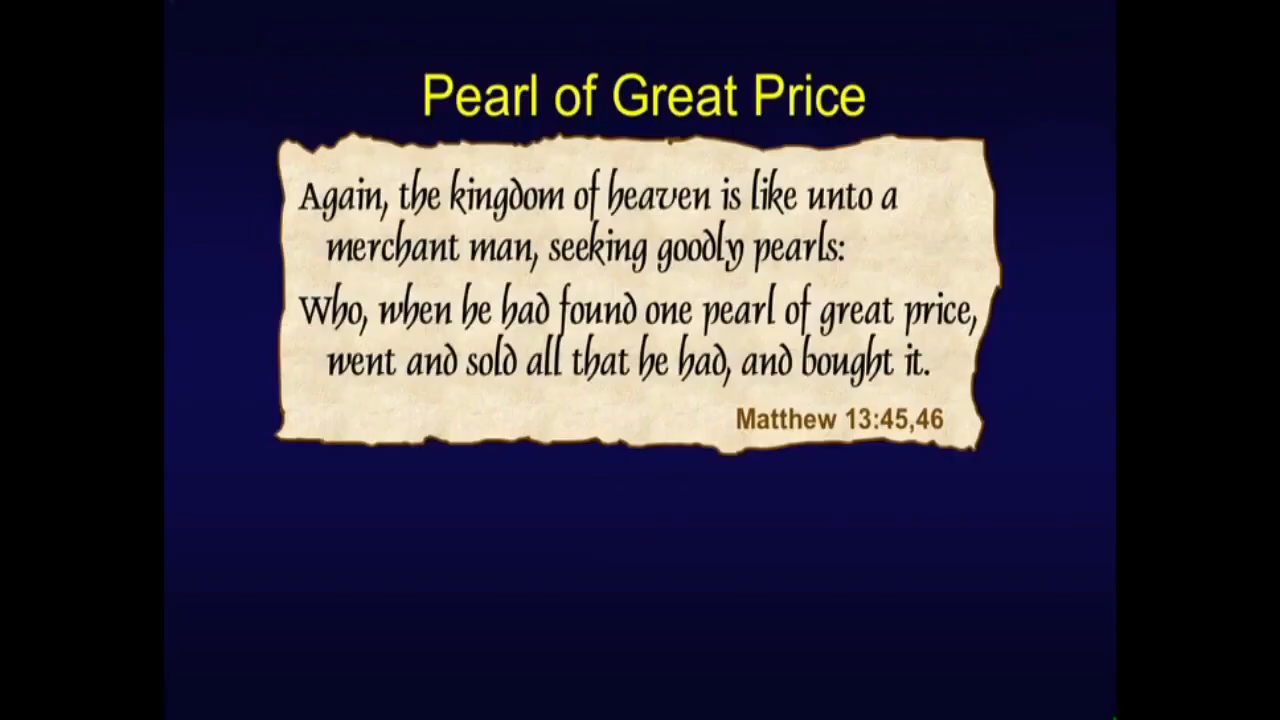 Pearl of Great Price
Again, the kingdom of heaven is like unto a
merchant man, seeking goodly pearls:
Who, when he had found one pearl of great price,
went and sold all that he had, and bought it.
Matthew 13:45,46